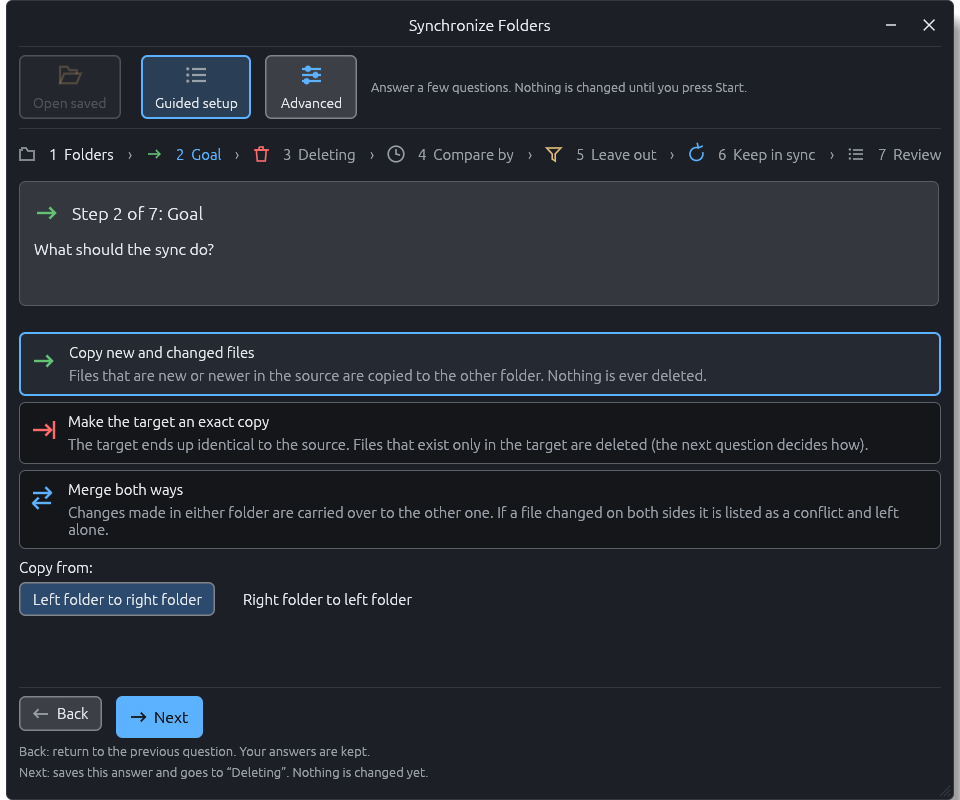 Synchronize Folders
Open saved
Guided setup
Advanced
Answer a few questions. Nothing is changed until you press Start.
1 Folders › 2 Goal › 3 Deleting › 4 Compare by › 5 Leave out › 6 Keep in sync › 7 Review
Step 2 of 7: Goal
What should the sync do?
Copy new and changed files
Files that are new or newer in the source are copied to the other folder. Nothing is ever deleted.
Make the target an exact copy
The target ends up identical to the source. Files that exist only in the target are deleted (the next question decides how).
Merge both ways
Changes made in either folder are carried over to the other one. If a file changed on both sides it is listed as a conflict and left
alone.
Copy from:
Left folder to right folder
Right folder to left folder
Back
Next
Back: return to the previous question. Your answers are kept.
Next: saves this answer and goes to “Deleting”. Nothing is changed yet.